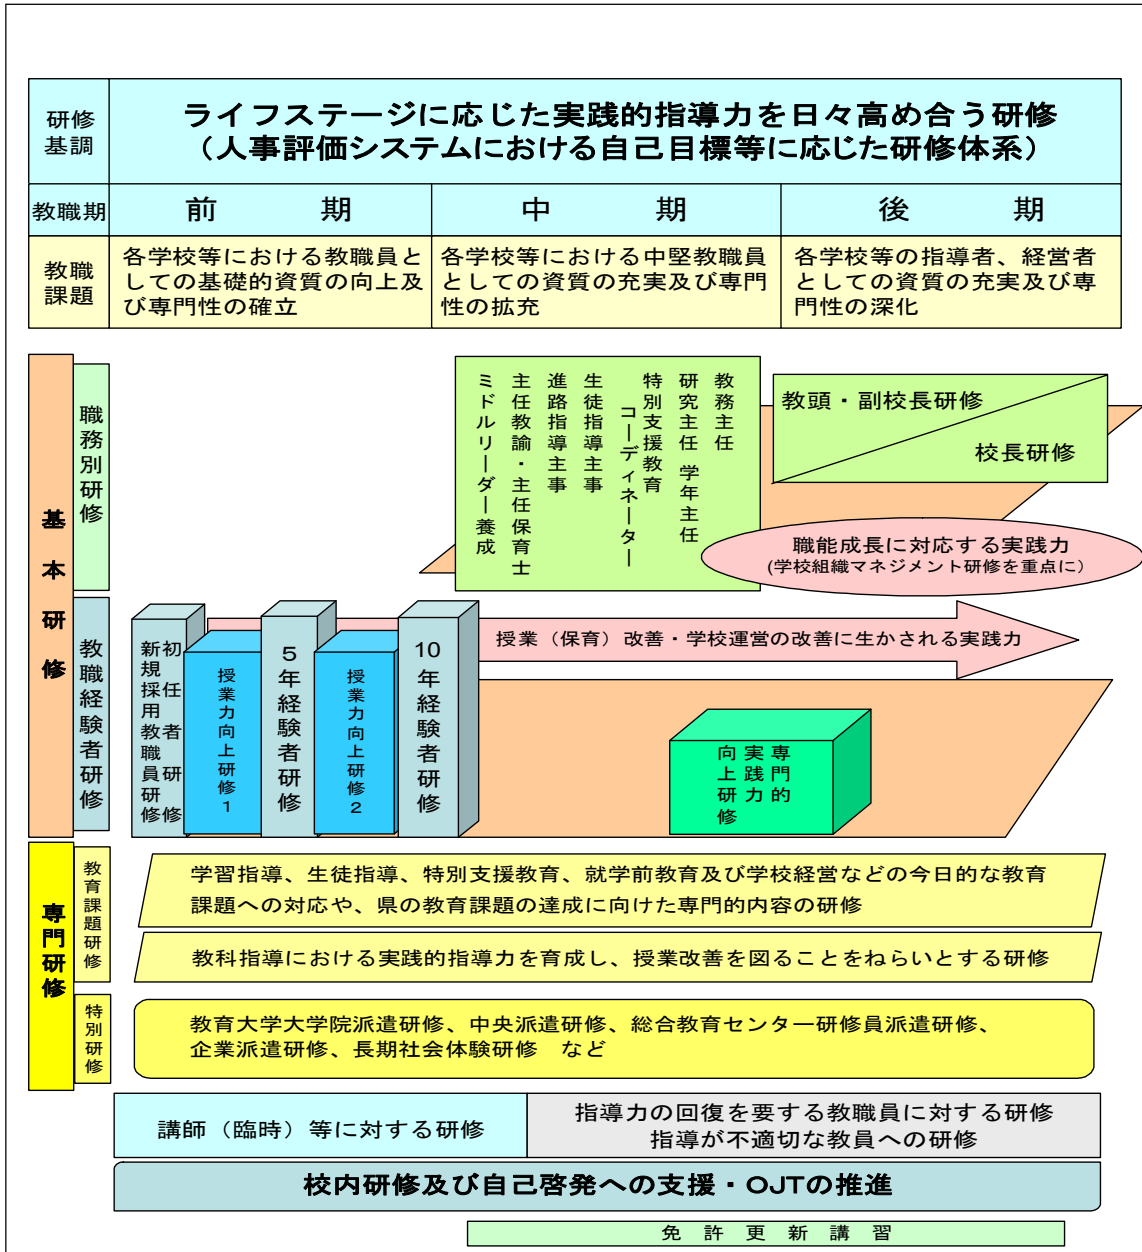 研修
基調
ライフステージに応じた実践的指導力を日々高め合う研修
（人事評価システムにおける自己目標等に応じた研修体系）
教職期
前期
中期
後期
教職
課題
各学校等における教職員と
しての基礎的資質の向上及
び専門性の確立
各学校等における中堅教職員
としての資質の充実及び専門
性の拡充
各学校等の指導者、経営者
としての資質の充実及び専
門性の深化
基本研修
職務別研修
教務主任
研究主任 学年主任
特別支援教育
コーディネーター
生徒指導主事
進路指導主事
主任教諭・主任保育士
ミドルリーダー養成
教頭・副校長研修
校長研修
職能成長に対応する実践力
(学校組織マネジメント研修を重点に）
教職経験者研修
初任者研修
新規採用教職員研修
授業力向上研修1
5年経験者研修
授業力向上研修2
10年経験者研修
授業（保育）改善・学校運営の改善に生かされる実践力
専門的
実践力
向上研修
専門研修
教育課題研修
学習指導、生徒指導、特別支援教育、就学前教育及び学校経営などの今日的な教育
課題への対応や、県の教育課題の達成に向けた専門的内容の研修
教科指導における実践的指導力を育成し、授業改善を図ることをねらいとする研修
特別研修
教育大学大学院派遣研修、中央派遣研修、総合教育センター研修員派遣研修、
企業派遣研修、長期社会体験研修　など
講師（臨時）等に対する研修
指導力の回復を要する教職員に対する研修
指導が不適切な教員への研修
校内研修及び自己啓発への支援・OJTの推進
免許更新講習